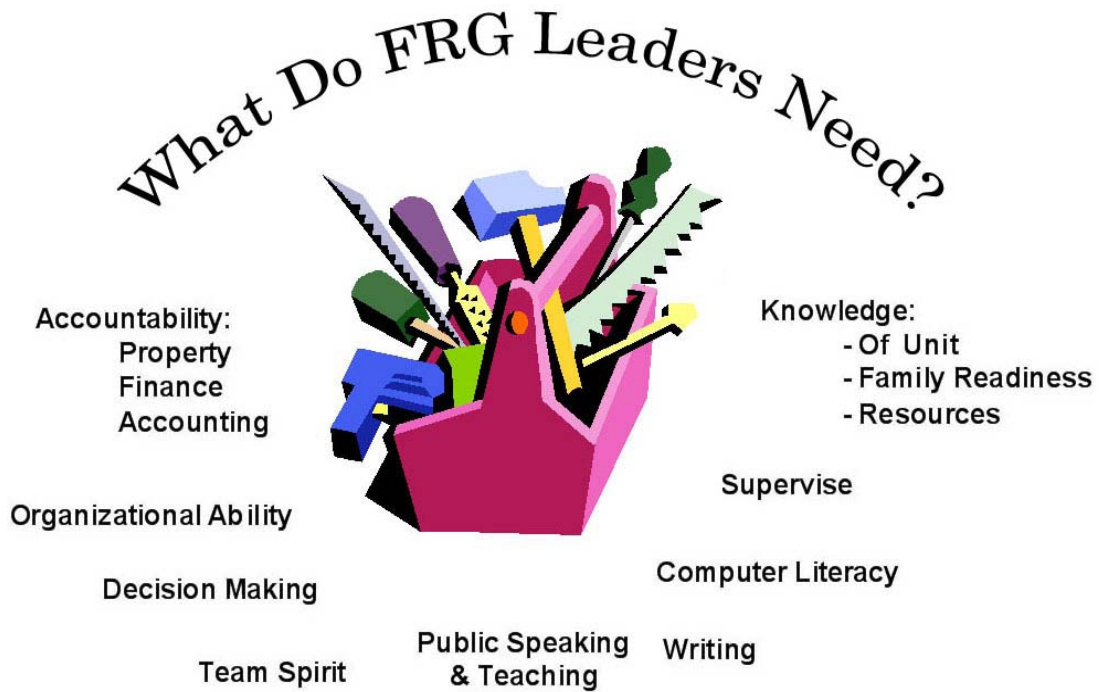 What Do FRG Leaders Need?
Accountability:
Property
Finance
Accounting
Organizational Ability
Decision Making
Team Spirit
Public Speaking
& Teaching
Knowledge:
- Of Unit
- Family Readiness
- Resources
Supervise
Computer Literacy
Writing